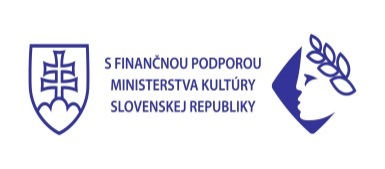 S FINANČNOU PODPOROU
MINISTERSTVA KULTÚRY
SLOVENSKEJ REPUBLIKY